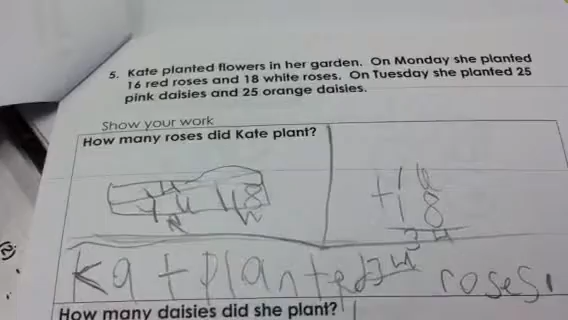 5. Kate planted flowers in her garden. On Monday she planted
16 red roses and 18 white roses. On Tuesday she planted 25
pink daisies and 25 orange daisies.
Show your work
How many roses did Kate plant?
16
+18
34
Kat planted 34 roses.
How many daisies did she plant?